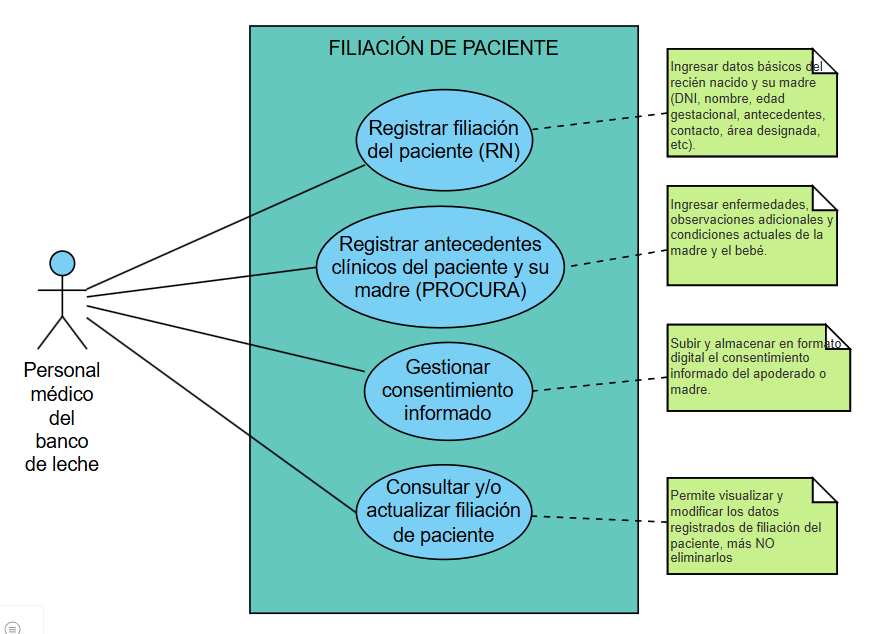 FILIACIÓN DE PACIENTE
Registrar filiación
del paciente (RN)
Registrar antecedentes
clínicos del paciente y su
madre (PROCURA)
Gestionar
consentimiento
informado
Consultar y/o
actualizar filiación
de paciente
Personal
médico
del
banco
de leche
Ingresar datos básicos del
recién nacido y su madre
(DNI, nombre, edad
gestacional, antecedentes,
contacto, área designada,
etc).
Ingresar enfermedades,
observaciones adicionales y
condiciones actuales de la
madre y el bebé.
Subir y almacenar en formato
digital el consentimiento
informado del apoderado o
madre.
Permite visualizar y
modificar los datos
registrados de filiación del
paciente, más NO
eliminarlos